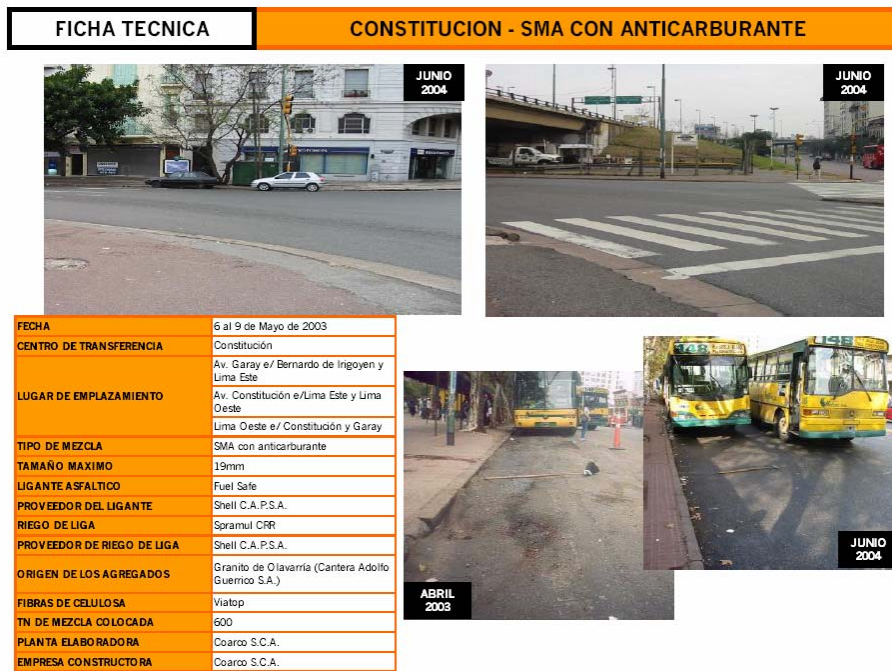 FICHA TECNICA
CONSTITUCION - SMA CON ANTICARBURANTE
JUNIO
2004
JUNIO
2004
FECHA 6 al 9 de Mayo de 2003
CENTRO DE TRANSFERENCIA Constitución
LUGAR DE EMPLAZAMIENTO
Av. Garay e/ Bernardo de Irigoyen y
Lima Este
Av. Constitución e/Lima Este y Lima
Oeste
Lima Oeste e/ Constitución y Garay
TIPO DE MEZCLA SMA con anticarburante
TAMAÑO MAXIMO 19mm
LIGANTE ASFALTICO Fuel Safe
PROVEEDOR DEL LIGANTE Shell C.A.P.S.A.
RIEGO DE LIGA Spramul CRR
PROVEEDOR DE RIEGO DE LIGA Shell C.A.P.S.A.
ORIGEN DE LOS AGREGADOS
Granito de Olavarría (Cantera Adolfo
Guerrico S.A.)
FIBRAS DE CELULOSA Viatop
TN DE MEZCLA COLOCADA 600
PLANTA ELABORADORA Coarco S.C.A.
EMPRESA CONSTRUCTORA Coarco S.C.A.
ABRIL
2003
148
148
JUNIO
2004